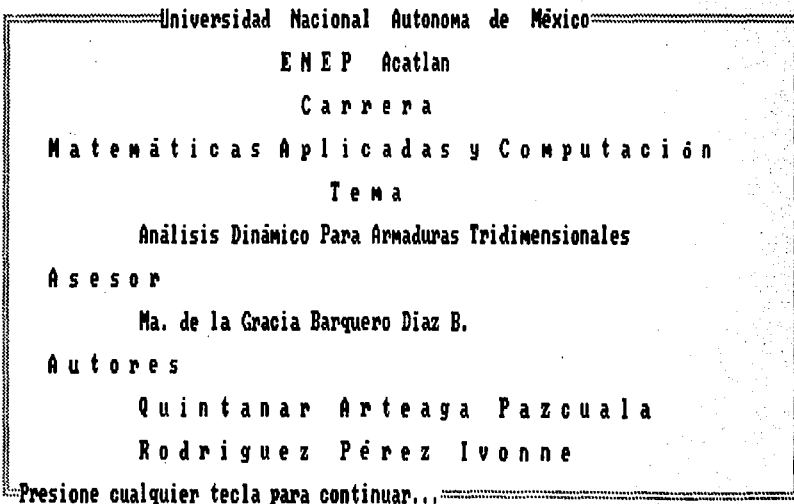 Universidad Nacional Autonoma de México
E N E P Acatlan
C a r r e r a
M a t e m á t i c a s A p l i c a d a s y C o m p u t a c i ó n
T e m a
Análisis Dinámico Para Armaduras Tridimensionales
A s e s o r
Ma. de la Gracia Barquero Diaz B.
A u t o r e s
Q u i n t a n a r A r t e a g a P a z c u a l a
R o d r i g u e z P é r e z I v o n n e
Presione cualquier tecla para continuar...